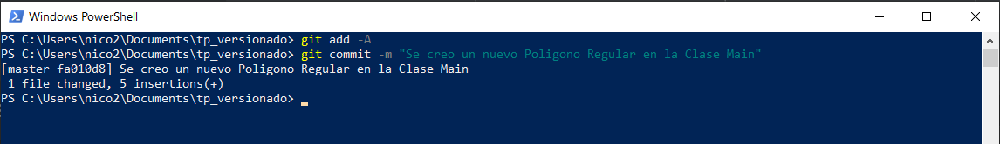 Windows PowerShell
PS C:\Users\nico2\Documents\tp_versionado> git add -A
PS C:\Users\nico2\Documents\tp_versionado> git commit -m "Se creo un nuevo Poligono Regular en la Clase Main"
[master fa010d8] Se creo un nuevo Poligono Regular en la Clase Main
 1 file changed, 5 insertions(+)
PS C:\Users\nico2\Documents\tp_versionado>